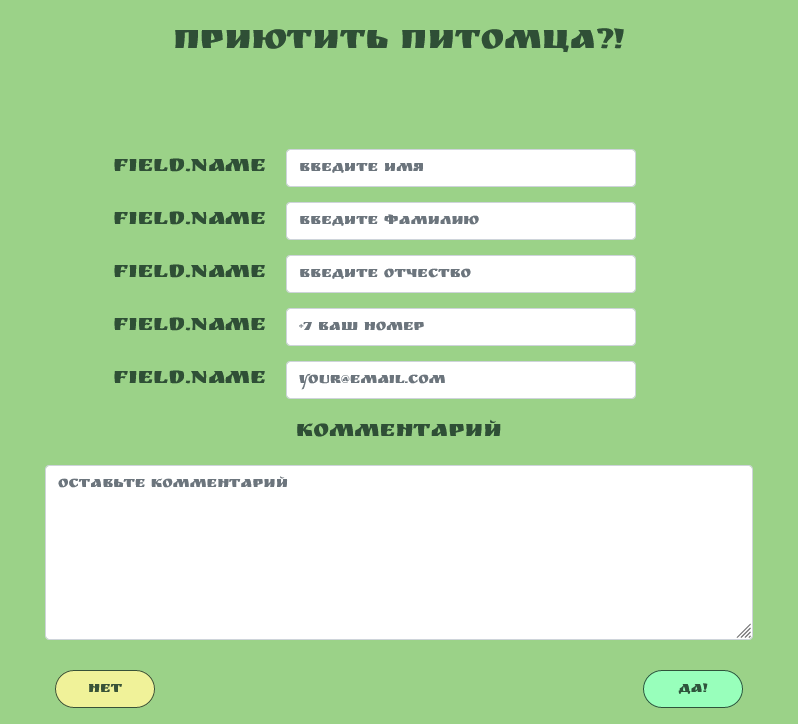 ПРИЮТИТЬ ПИТОМЦА?!
FIELD.NAME ВВЕДИТЕ ИМЯ
FIELD.NAME ВВЕДИТЕ ФАМИЛИЮ
FIELD.NAME ВВЕДИТЕ ОТЧЕСТВО
FIELD.NAME +7 ВАШ НОМЕР
FIELD.NAME YOUR@EMAIL.COM
КОММЕНТАРИЙ
ОСТАВЬТЕ КОММЕНТАРИЙ
НЕТ ДА!